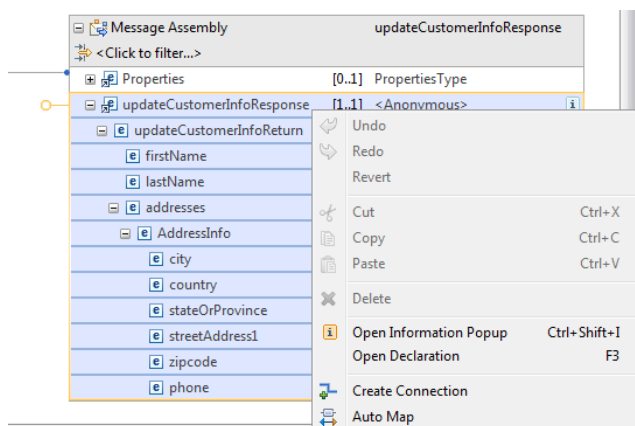 Message Assembly updateCustomerInfoResponse
<Click to filter...>
Properties [0..1] PropertiesType
updateCustomerInfoResponse [1..1] <Anonymous> i
e updateCustomerInfoReturn
e firstName
e lastName
e addresses
e AddressInfo
e city
e country
e stateOrProvince
e streetAddress1
e zipcode
e phone
Undo
Redo
Revert
Cut Ctrl+X
Copy Ctrl+C
Paste Ctrl+V
Delete
i Open Information Popup Ctrl+Shift+I
Open Declaration F3
Create Connection
Auto Map